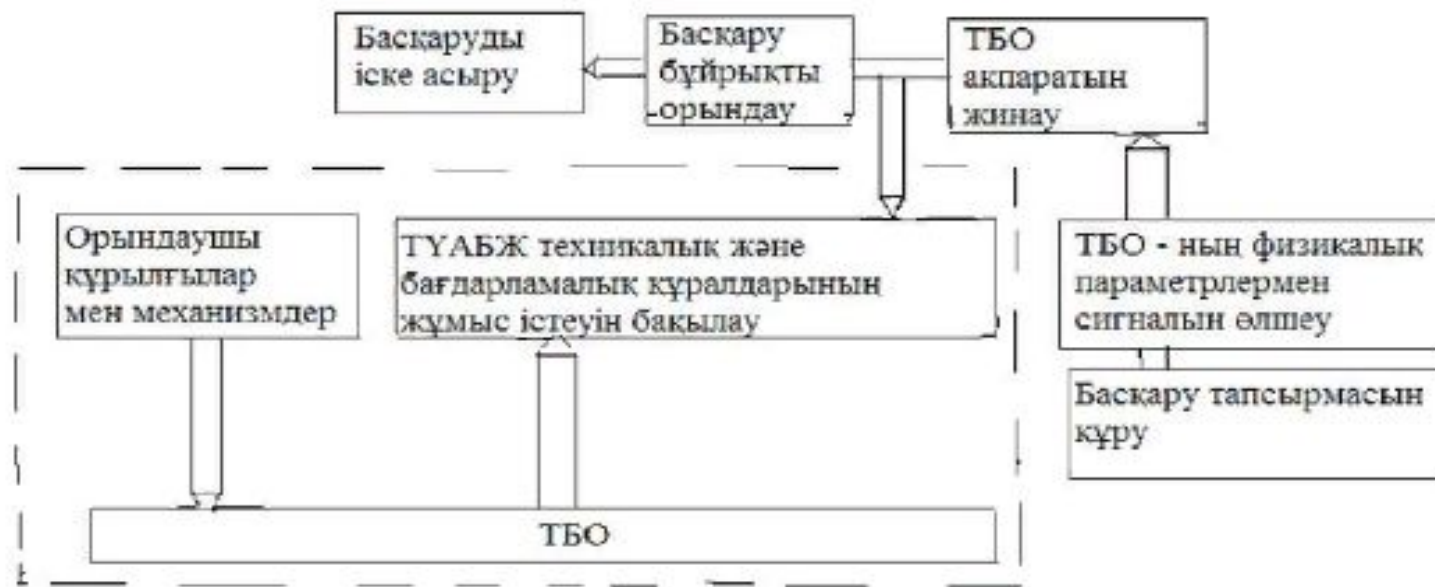 Басқаруды
іске асыру
Басқару
бұйрықты
орындау
ТБО
акпаратын
жинау
Орындаушы
құрылғылар
мен механизмдер
ТҮАБЖ техникалық және
бағдарламалық құралдарының
жұмыс істеуін бақылау
ТБО - ның физикалық
параметрлермен
сигналын өлшеу
Басқару тапсырмасын
құру
ТБО